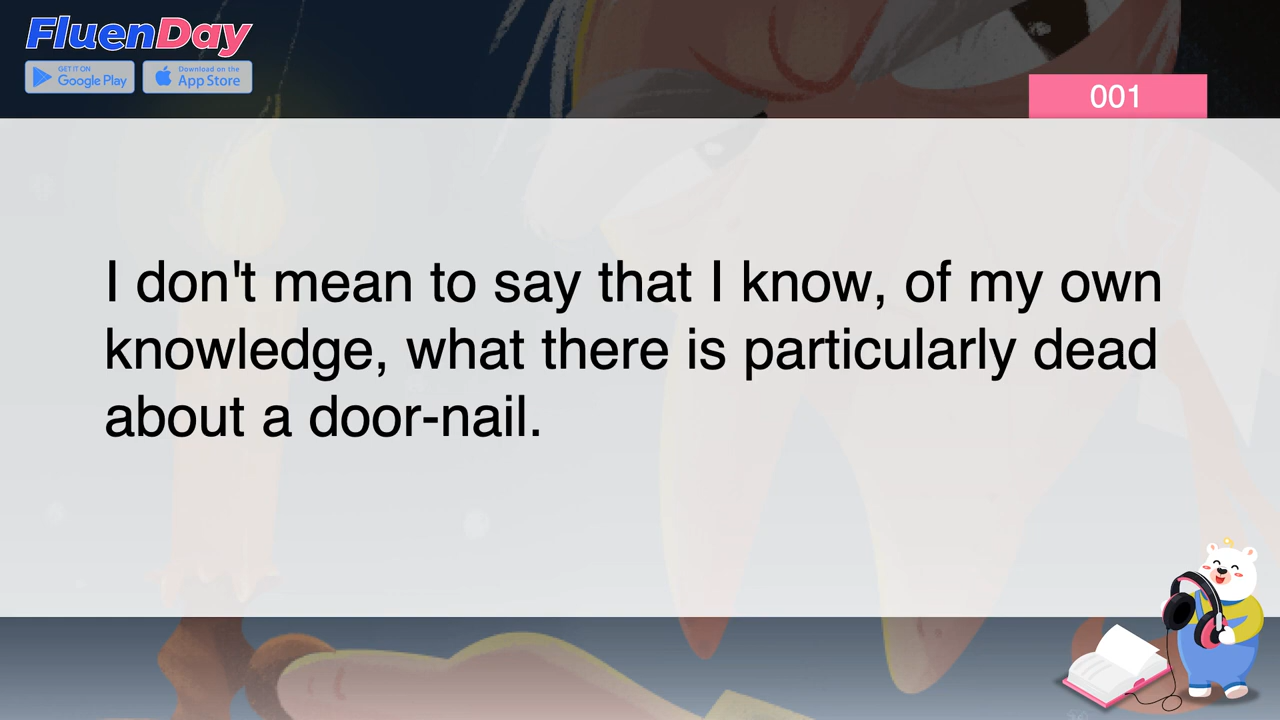 FluenDay
GET IT ON
Google Play
Download on the
App Store
001
I don't mean to say that I know, of my own
knowledge, what there is particularly dead
about a door-nail.